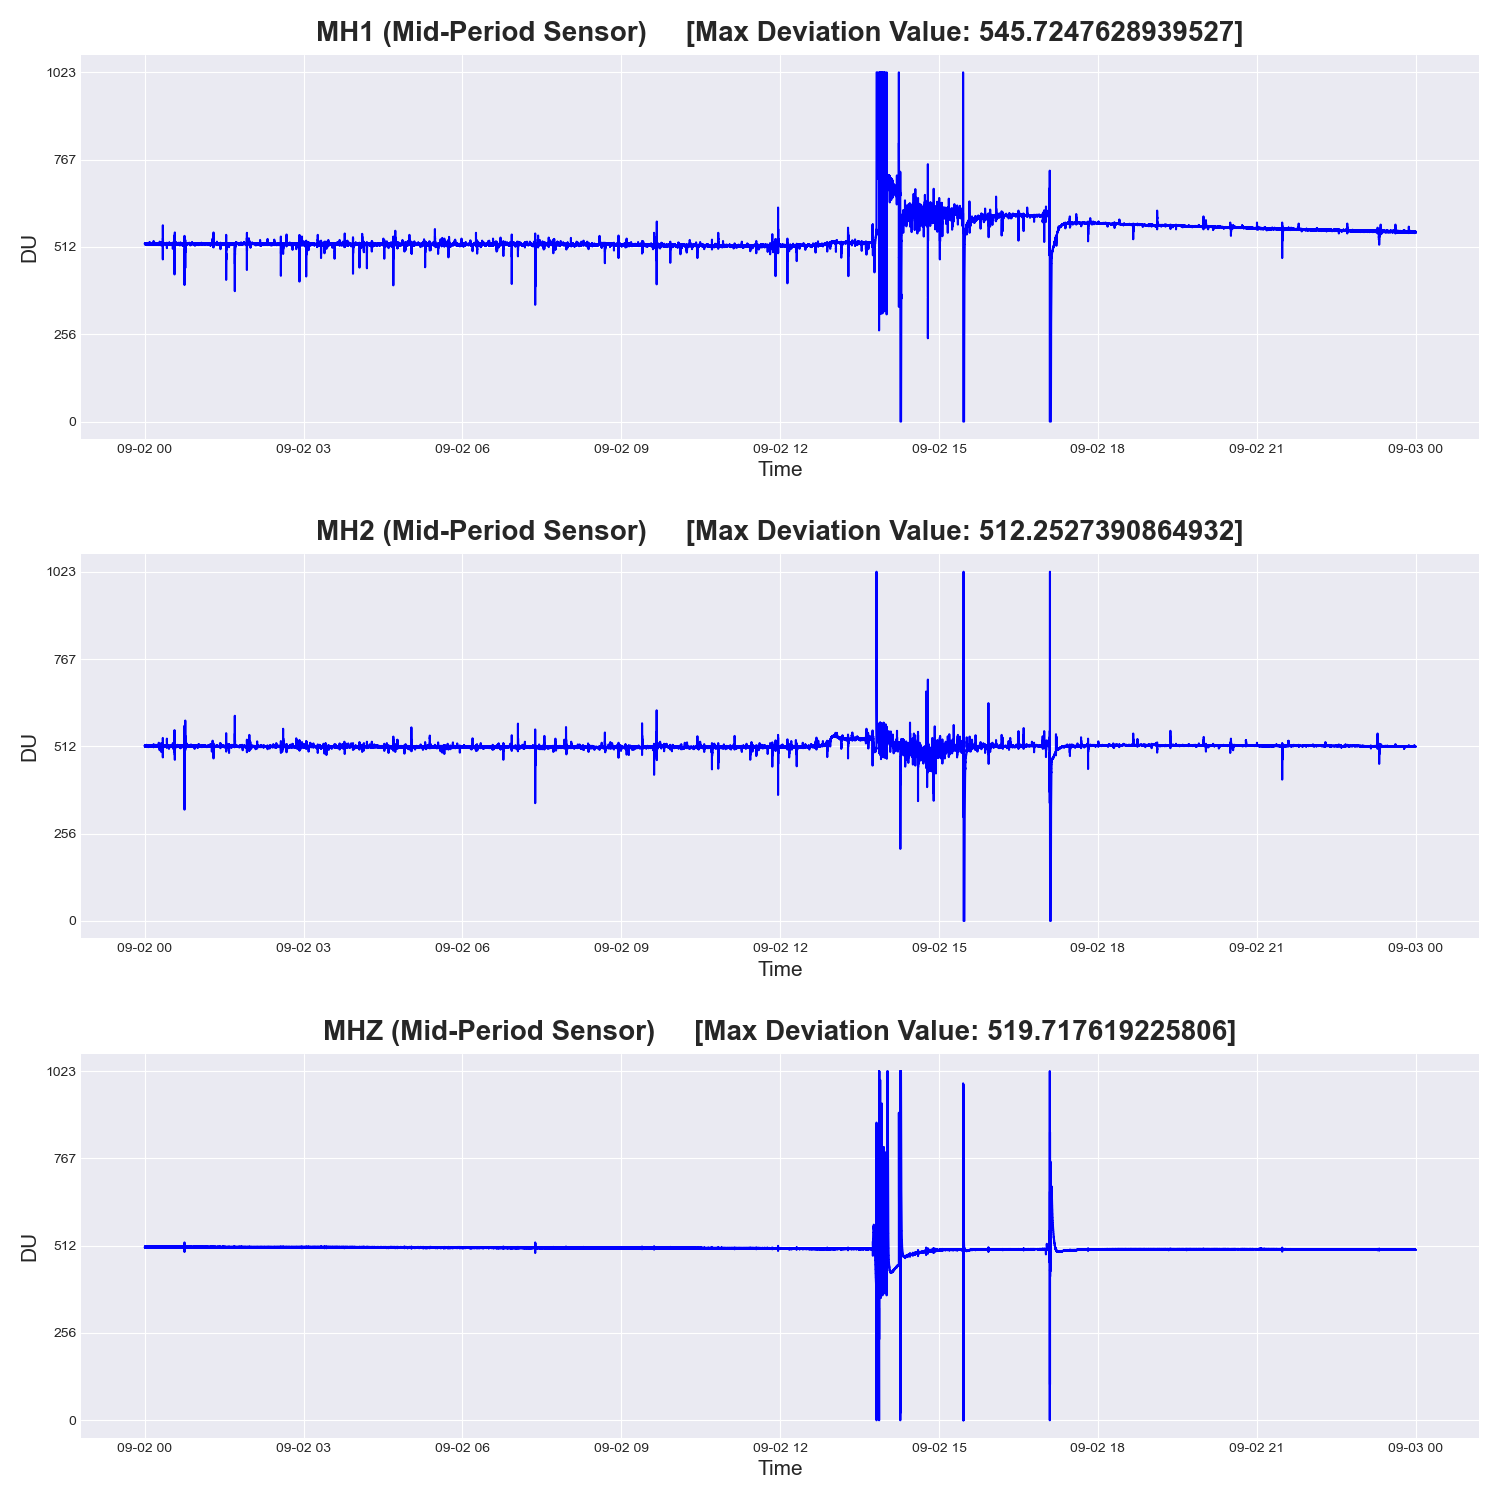 MH1 (Mid-Period Sensor) [Max Deviation Value: 545.7247628939527]
1023
767
512
256
0
DU
09-02 00 09-02 03 09-02 06 09-02 09 09-02 12 09-02 15 09-02 18 09-02 21 09-03 00
Time
MH2 (Mid-Period Sensor) [Max Deviation Value: 512.2527390864932]
1023
767
512
256
0
DU
09-02 00 09-02 03 09-02 06 09-02 09 09-02 12 09-02 15 09-02 18 09-02 21 09-03 00
Time
MHZ (Mid-Period Sensor) [Max Deviation Value: 519.717619225806]
1023
767
512
256
0
DU
09-02 00 09-02 03 09-02 06 09-02 09 09-02 12 09-02 15 09-02 18 09-02 21 09-03 00
Time